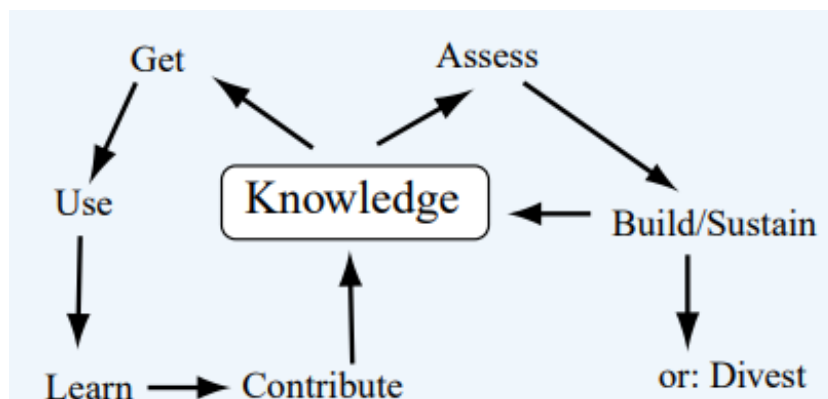 Get
Assess
Use
Knowledge
Build/Sustain
Learn
Contribute
or: Divest